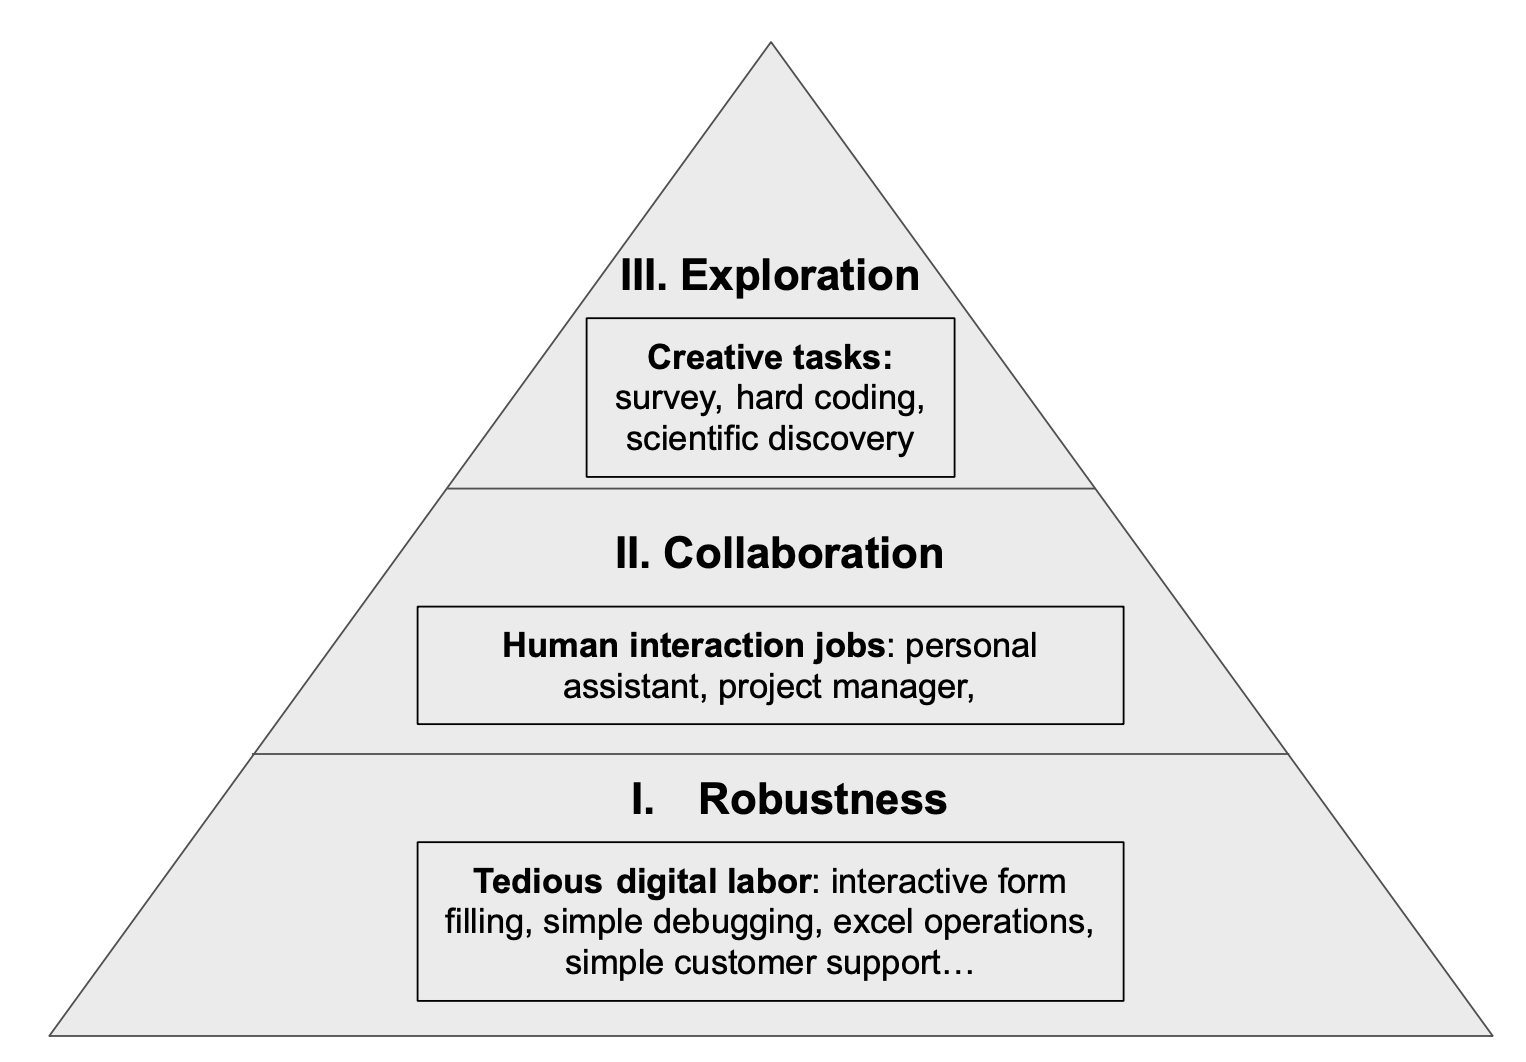 III. Exploration
Creative tasks:
survey, hard coding,
scientific discovery
II. Collaboration
Human interaction jobs: personal
assistant, project manager,
I. Robustness
Tedious digital labor: interactive form
filling, simple debugging, excel operations,
simple customer support…